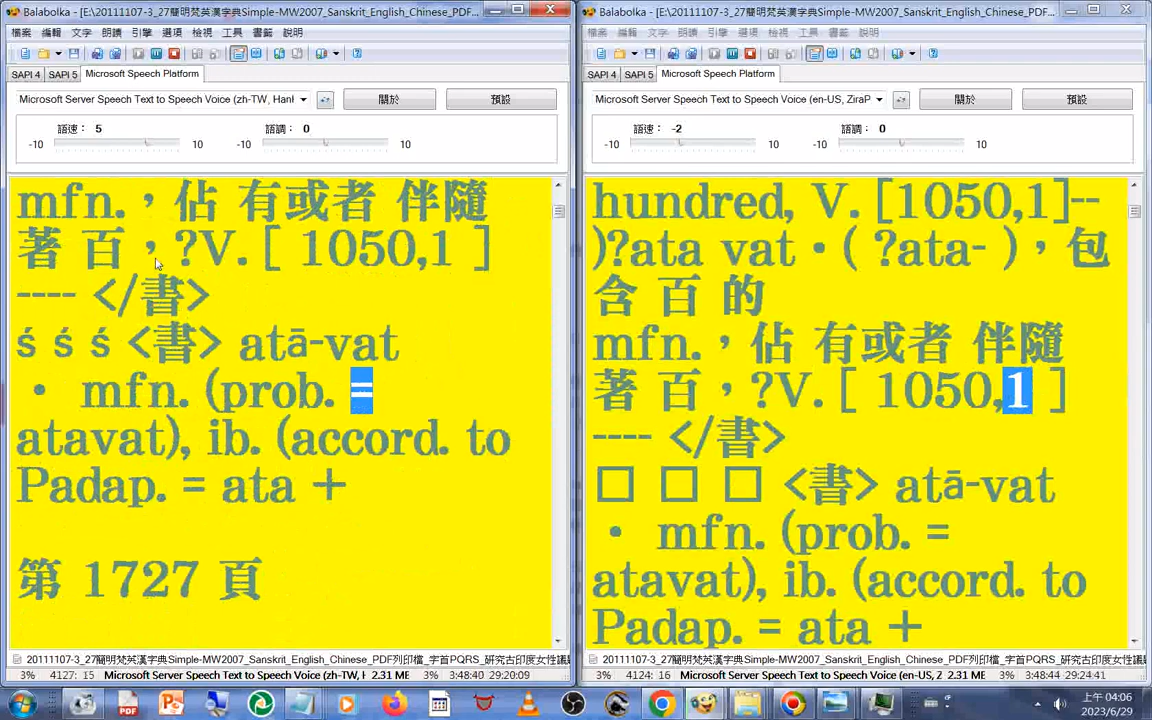 Balabolka - [E:\20111107-3_27簡明梵英漢字典Simple-MW2007_Sanskrit_English_Chinese_PDF...
檔案 編輯 文字 朗讀 引擎 選項 檢視 工具 書籤 說明
SAPI 4 SAPI 5 Microsoft Speech Platform
Microsoft Server Speech Text to Speech Voice (zh-TW, Hanl
關於 預設
語速： 5 語調： 0
-10 10 -10 10
mfn.，佔 有或者 伴隨
著 百，?V. [ 1050,1 ]
---- </書>
ś ś ś <書> atā-vat
• mfn. (prob. =
atavat), ib. (accord. to
Padap. = ata +
第 1727 頁
20111107-3_27簡明梵英漢字典Simple-MW2007_Sanskrit_English_Chinese_PDF列印檔_字首PQRS_研究古印度女性議
3% 4127: 15 Microsoft Server Speech Text to Speech Voice (zh-TW, I 2.31 ME 3% 3:48:40 29:20:09
Balabolka - [E:\20111107-3_27簡明梵英漢字典Simple-MW2007_Sanskrit_English_Chinese_PDF...
檔案 編輯 文字 朗讀 引擎 選項 檢視 工具 書籤 說明
SAPI 4 SAPI 5 Microsoft Speech Platform
Microsoft Server Speech Text to Speech Voice (en-US, ZiraP
關於 預設
語速： -2 語調： 0
-10 10 -10 10
hundred, V. [1050,1]--
)?ata vat • ( ?ata- )，包
含 百 的
mfn.，佔 有或者 伴隨
著 百，?V. [ 1050,1 ]
---- </書>
□ □ □ <書> atā-vat
• mfn. (prob. =
atavat), ib. (accord. to
Padap. = ata +
20111107-3_27簡明梵英漢字典Simple-MW2007_Sanskrit_English_Chinese_PDF列印檔_字首PQRS_研究古印度女性議
3% 4124: 16 Microsoft Server Speech Text to Speech Voice (en-US, Z 2.31 ME 3% 3:48:40 29:24:41
上午 04:06
2023/6/29